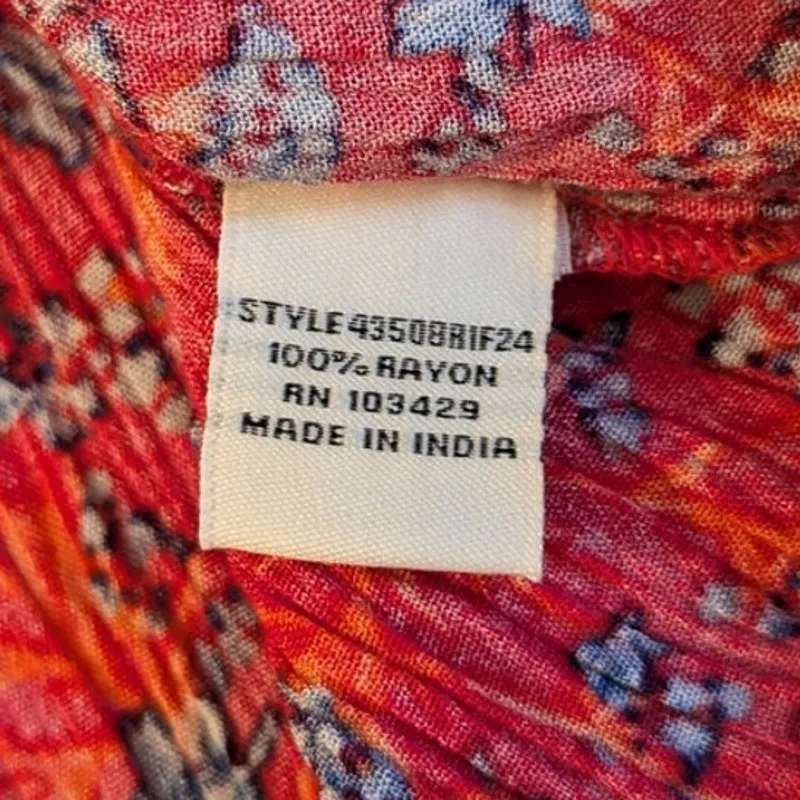 STYLE 43508RIF24
100% RAYON
RN 103429
MADE IN INDIA